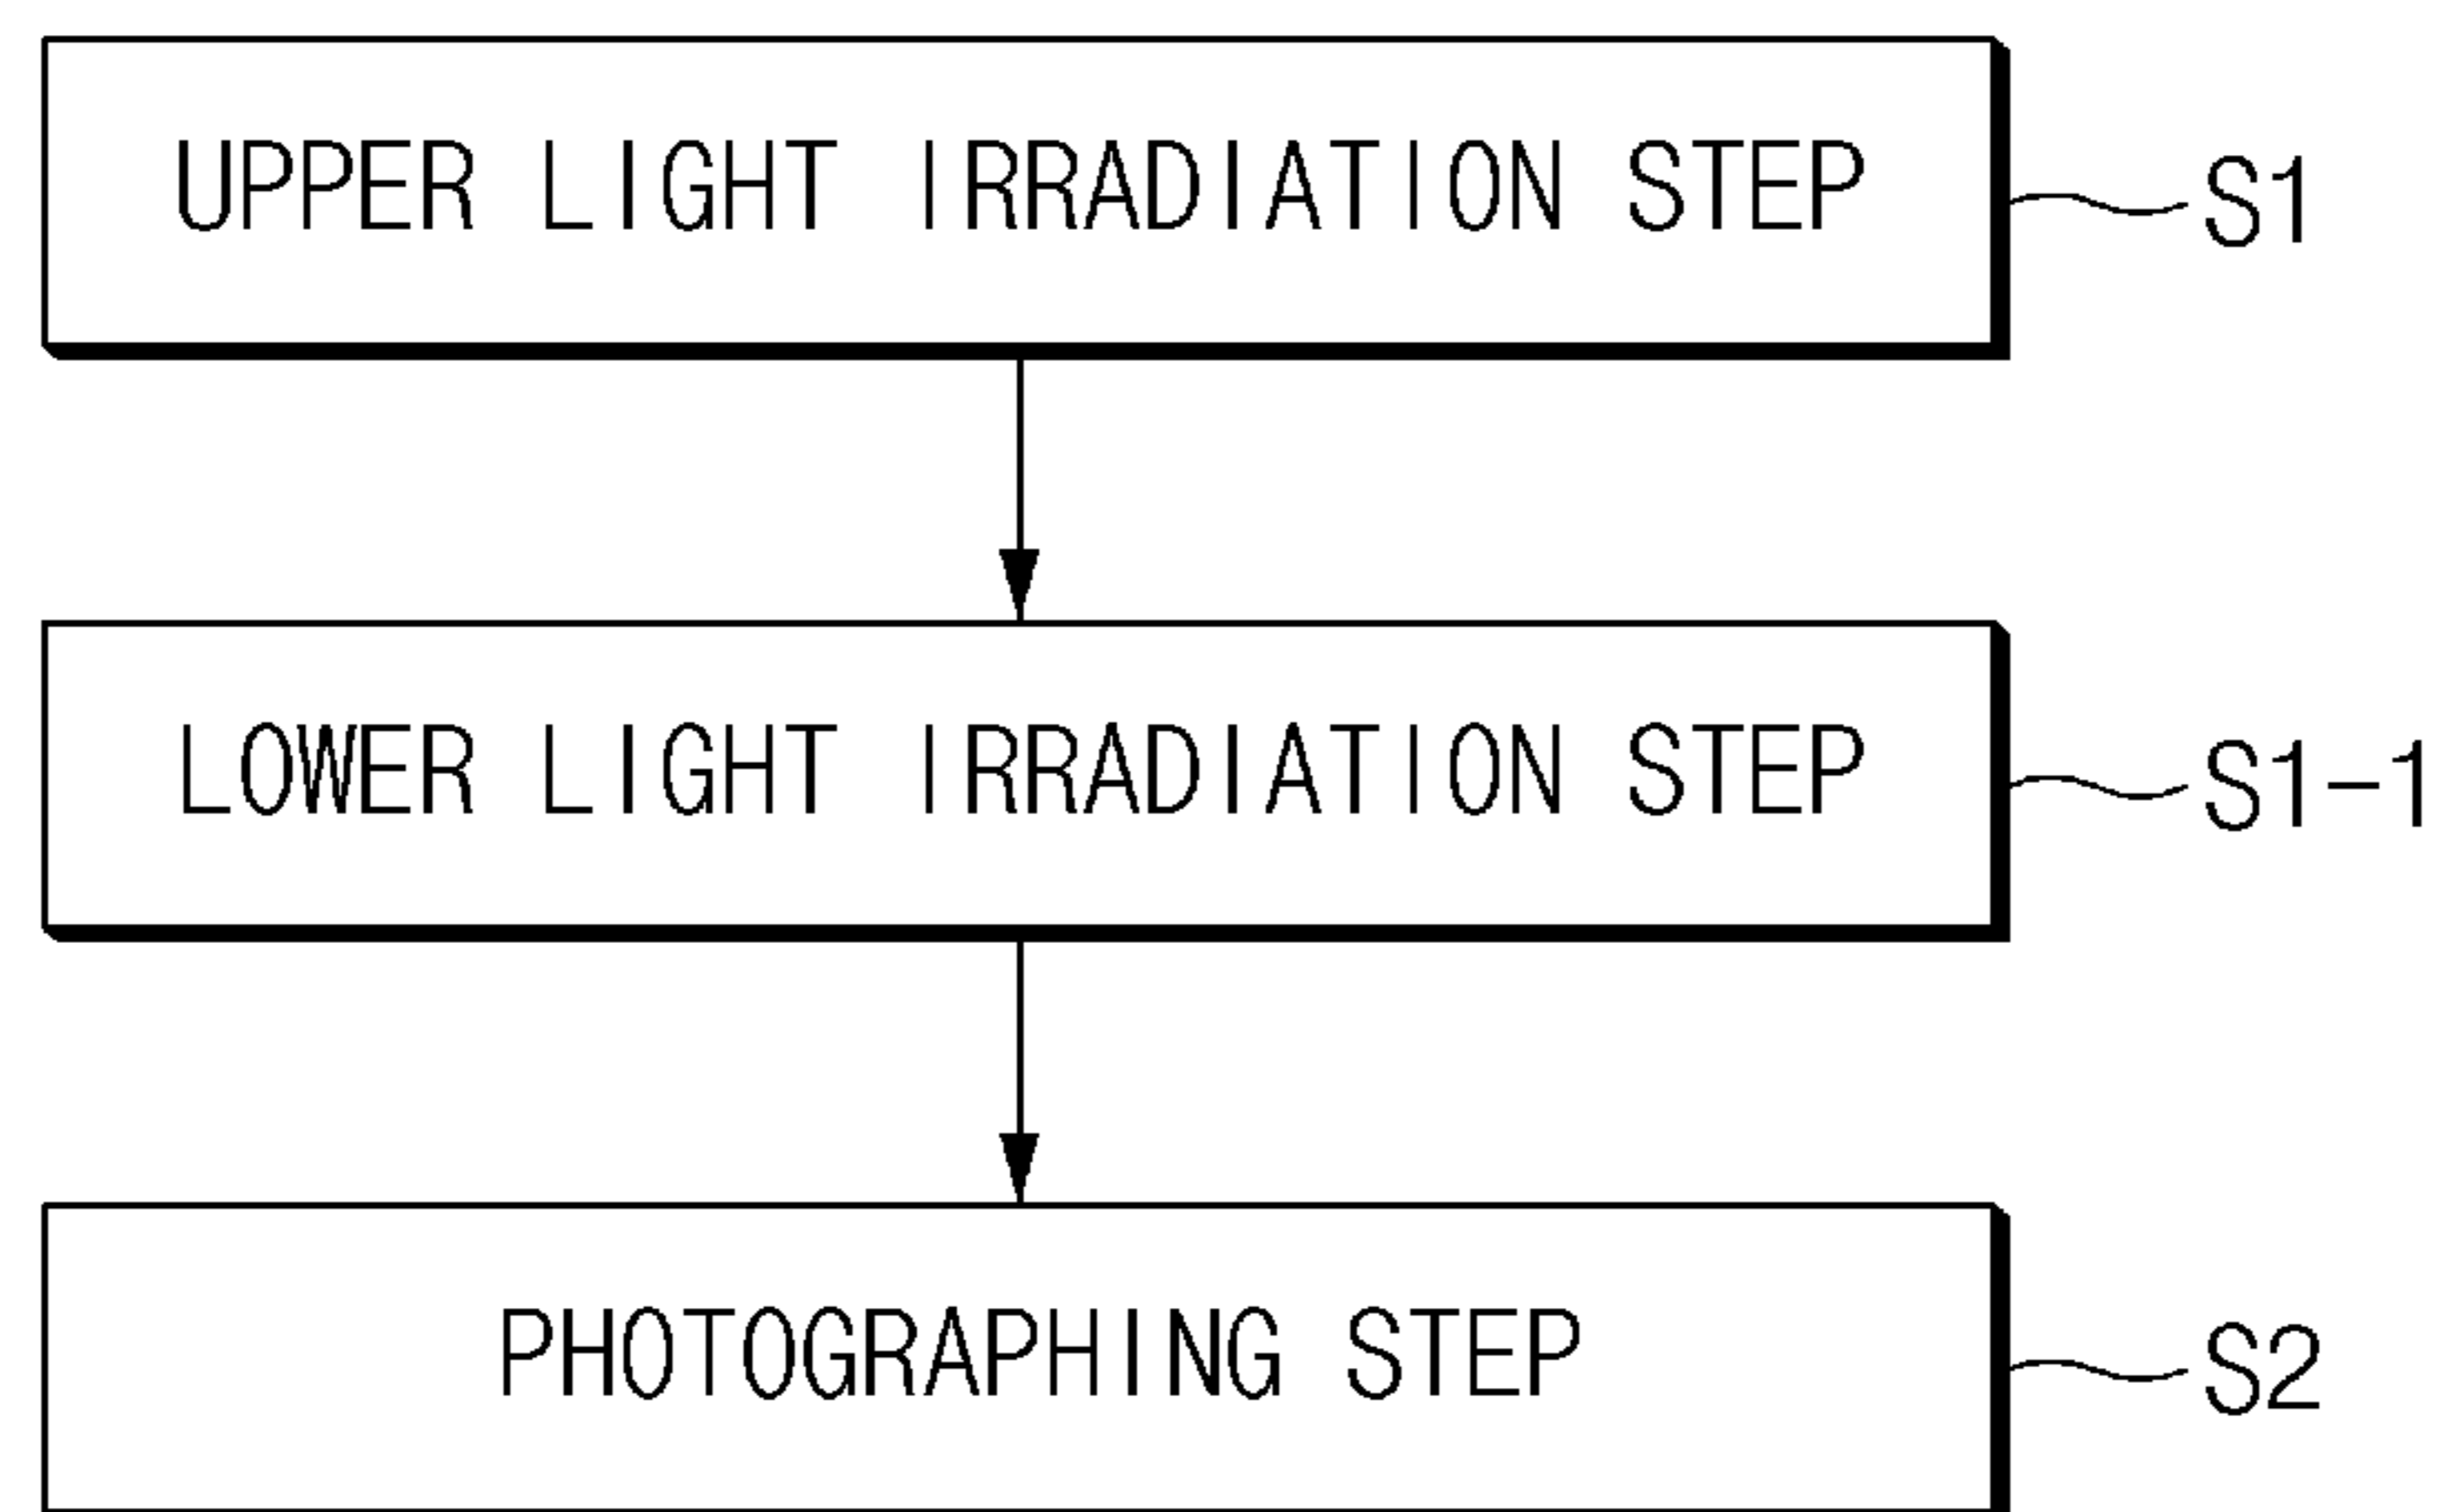 UPPER LIGHT IRRADIATION STEP S1
LOWER LIGHT IRRADIATION STEP S1-1
PHOTOGRAPHING STEP S2